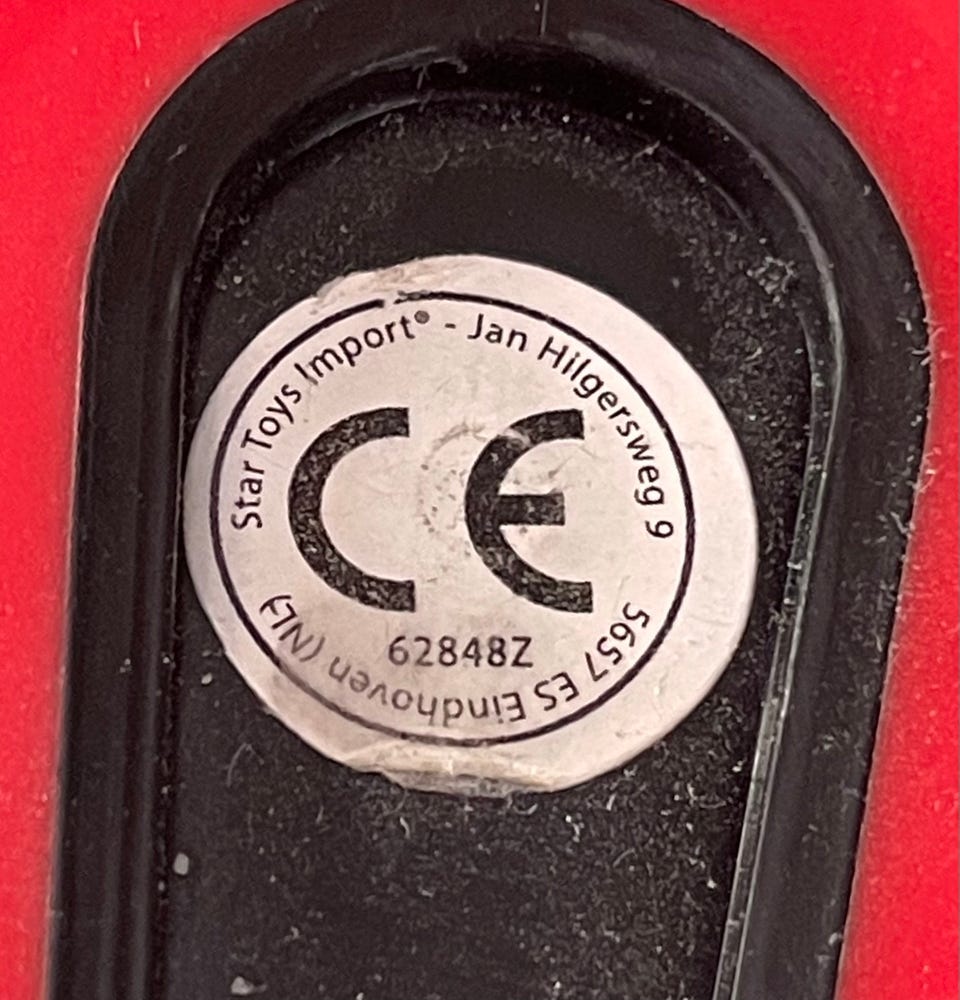 Star Toys Import® - Jan Hilgersweg 9
CE
62848Z
5657 ES Eindhoven (NL)